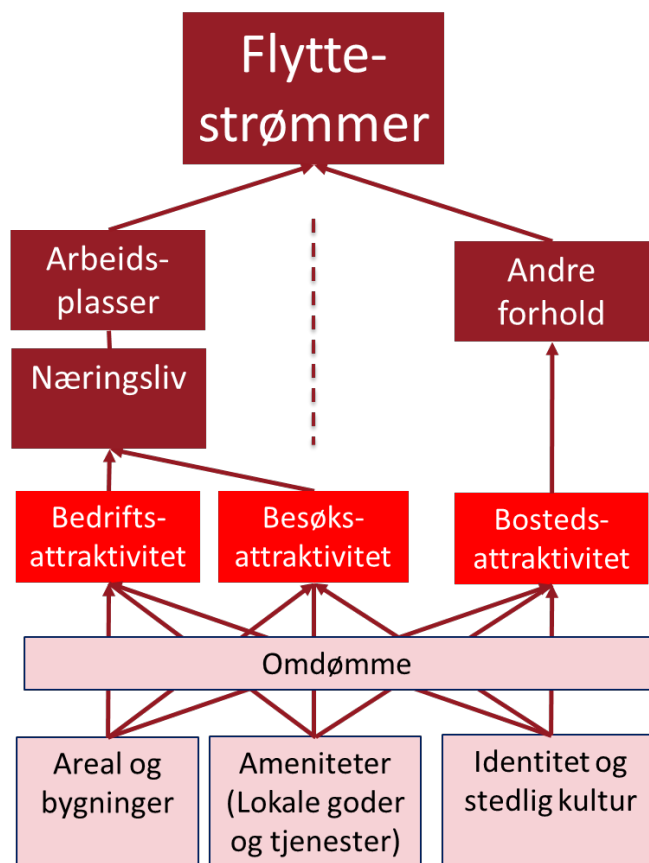 Flytte-
strømmer
Arbeids-
plasser
Andre
forhold
Næringsliv
Bedrifts-
attraktivitet
Besøks-
attraktivitet
Bosteds-
attraktivitet
Omdømme
Areal og
bygninger
Ameniteter
(Lokale goder
og tjenester)
Identitet og
stedlig kultur